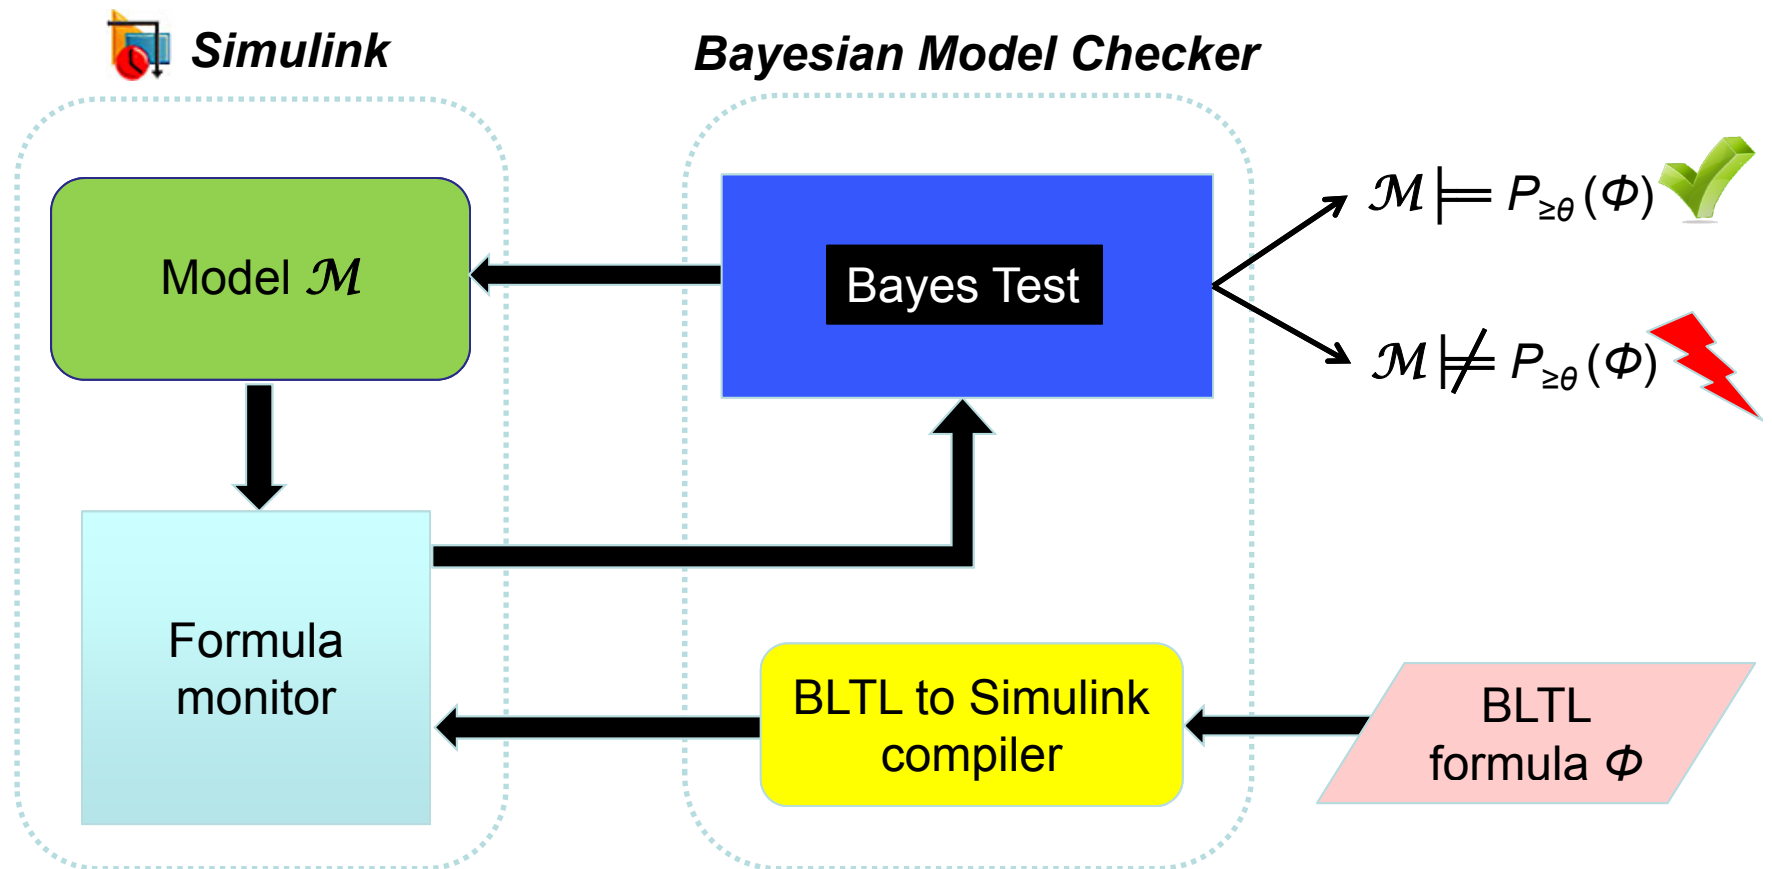 Simulink
Bayesian Model Checker
Model ℳ
Bayes Test
ℳ ⊨ P≥θ (Φ)
ℳ ⊭ P≥θ (Φ)
Formula
monitor
BLTL to Simulink
compiler
BLTL
formula Φ